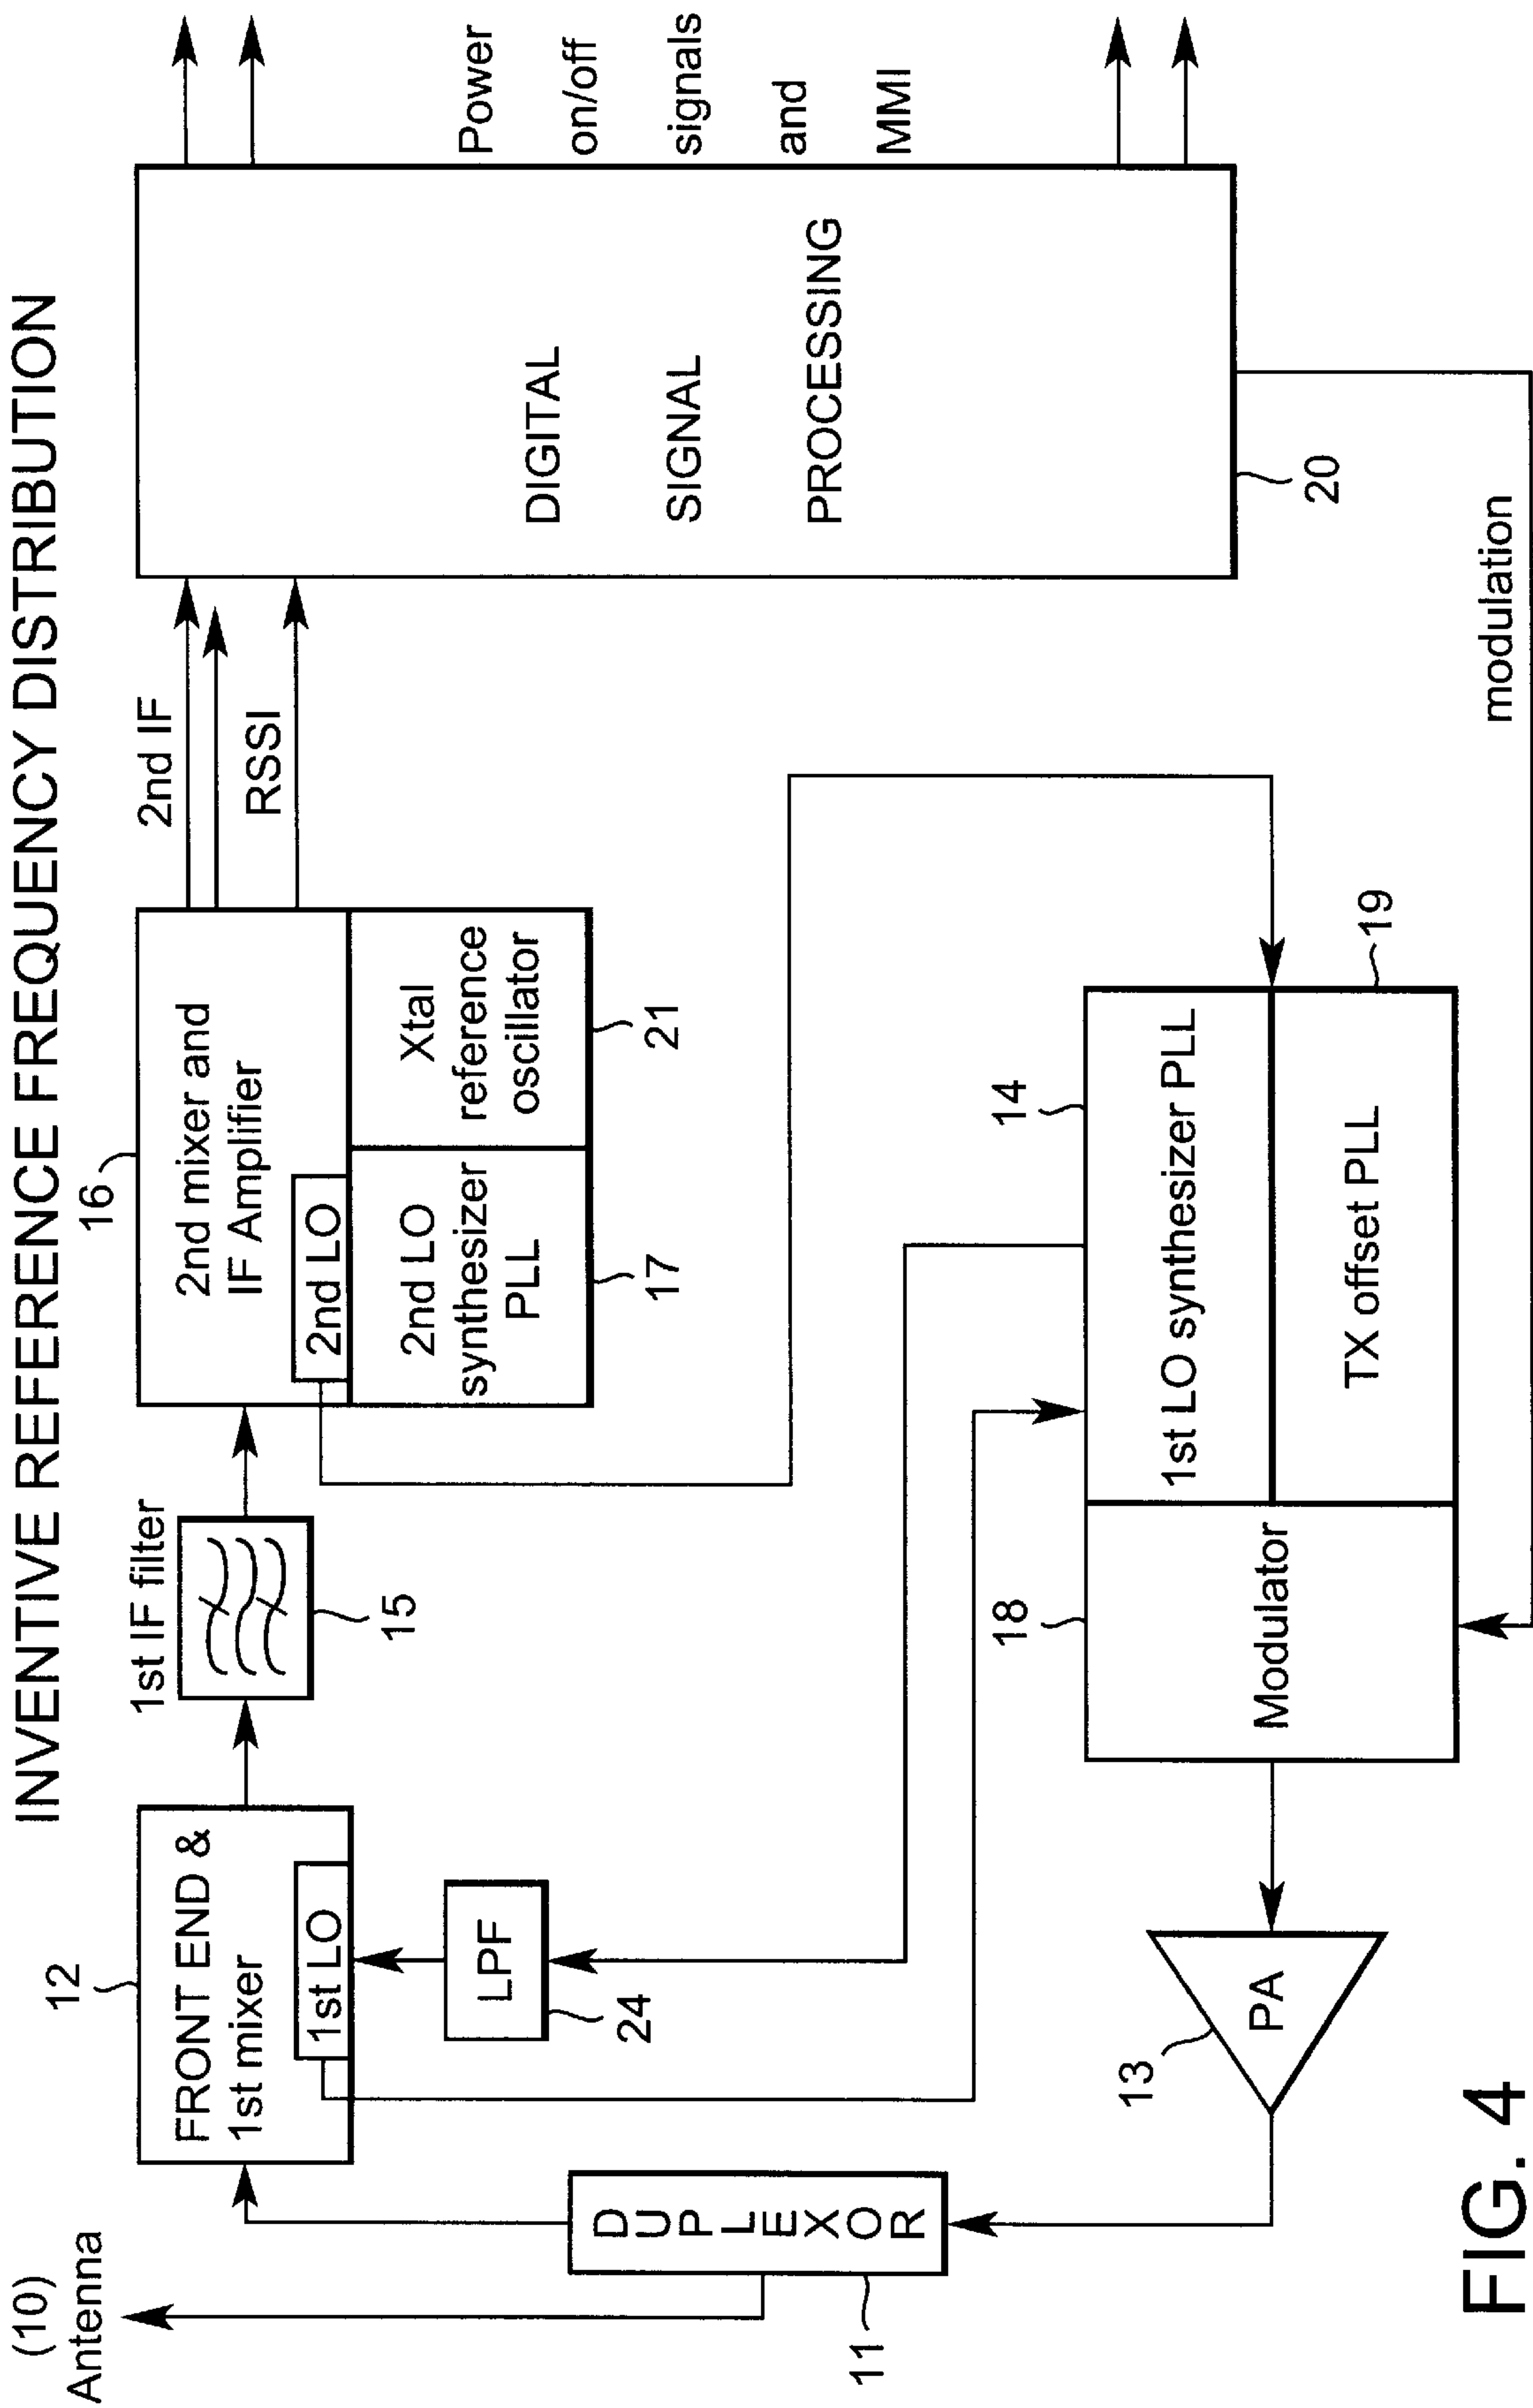 INVENTIVE REFERENCE FREQUENCY DISTRIBUTION
(10)
Antenna
12
FRONT END &
1st mixer
1st LO
1st IF filter
15
16
2nd mixer and
IF Amplifier
2nd LO
2nd LO
synthesizer
PLL
17
Xtal
reference
oscillator
21
2nd IF
RSSI
DIGITAL
SIGNAL
PROCESSING
20
Power
on/off
signals
and
MMI
LPF
24
DUPLEXOR
11
13
PA
18
Modulator
14
1st LO synthesizer PLL
TX offset PLL
19
modulation
FIG. 4